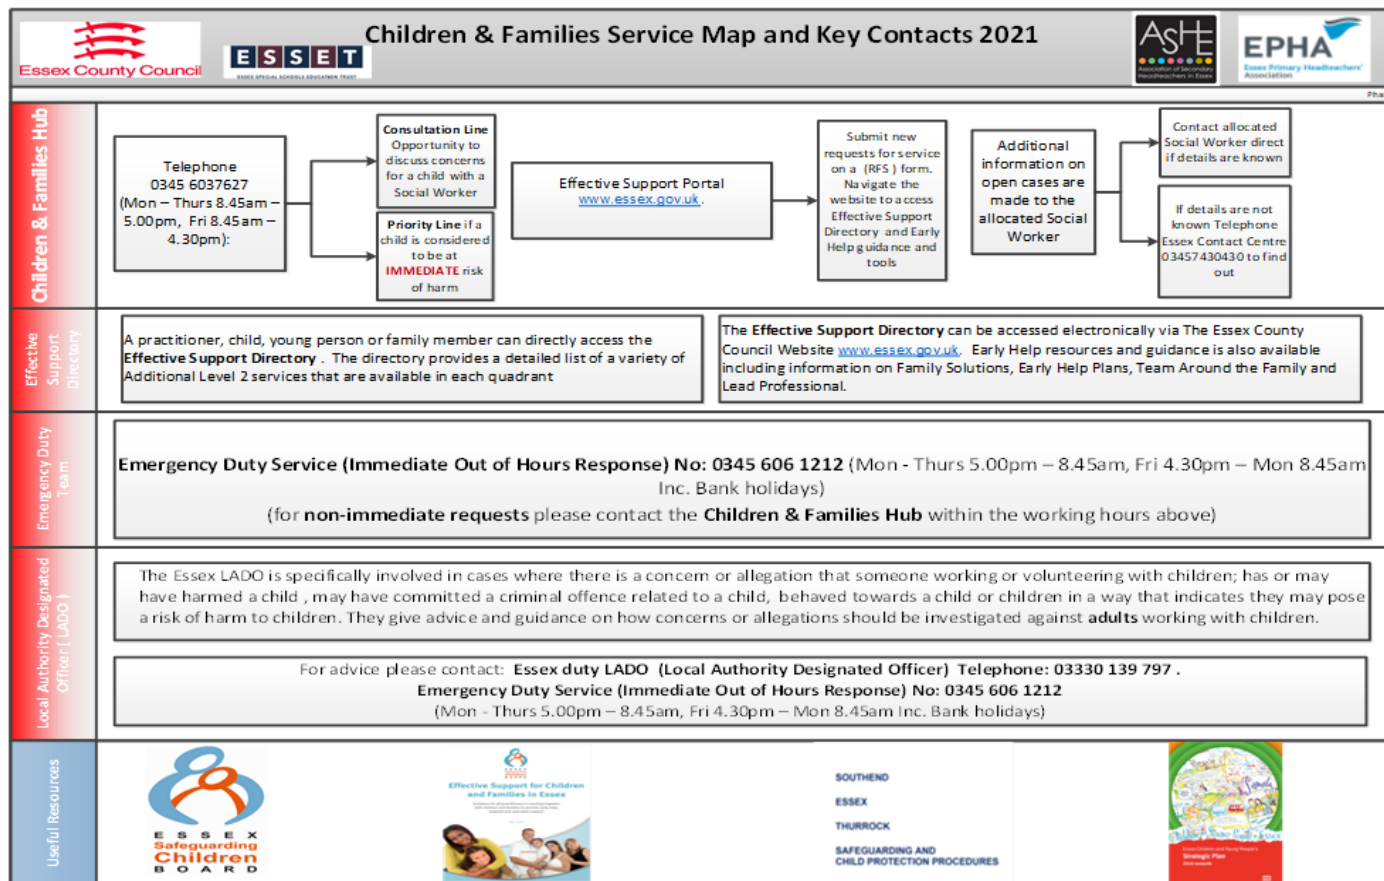 Children & Families Service Map and Key Contacts 2021
Essex County Council
ESSET
ESSEX SPECIAL SCHOOLS EDUCATION TRUST
ASHE
Association of Secondary
Headteachers in Essex
EPHA
Essex Primary Headteachers'
Association
Pha
Children & Families Hub
Telephone
0345 6037627
(Mon – Thurs 8.45am –
5.00pm, Fri 8.45am –
4.30pm):
Consultation Line
Opportunity to
discuss concerns
for a child with a
Social Worker
Priority Line if a
child is considered
to be at
IMMEDIATE risk
of harm
Effective Support Portal
www.essex.gov.uk .
Submit new
requests for service
on a (RFS ) form.
Navigate the
website to access
Effective Support
Directory and Early
Help guidance and
tools
Additional
information on
open cases are
made to the
allocated Social
Worker
Contact allocated
Social Worker direct
if details are known
If details are not
known Telephone
Essex Contact Centre
03457430430 to find
out
Effective
Support
Directory
A practitioner, child, young person or family member can directly access the
Effective Support Directory . The directory provides a detailed list of a variety of
Additional Level 2 services that are available in each quadrant
The Effective Support Directory can be accessed electronically via The Essex County
Council Website www.essex.gov.uk. Early Help resources and guidance is also available
including information on Family Solutions, Early Help Plans, Team Around the Family and
Lead Professional.
Emergency Duty
Team
Emergency Duty Service (Immediate Out of Hours Response) No: 0345 606 1212 (Mon - Thurs 5.00pm – 8.45am, Fri 4.30pm – Mon 8.45am
Inc. Bank holidays)
(for non-immediate requests please contact the Children & Families Hub within the working hours above)
Local Authority Designated
Officer ( LADO )
The Essex LADO is specifically involved in cases where there is a concern or allegation that someone working or volunteering with children; has or may
have harmed a child , may have committed a criminal offence related to a child, behaved towards a child or children in a way that indicates they may pose
a risk of harm to children. They give advice and guidance on how concerns or allegations should be investigated against adults working with children.
For advice please contact: Essex duty LADO (Local Authority Designated Officer) Telephone: 03330 139 797 .
Emergency Duty Service (Immediate Out of Hours Response) No: 0345 606 1212
(Mon - Thurs 5.00pm – 8.45am, Fri 4.30pm – Mon 8.45am Inc. Bank holidays)
Useful Resources
ESSEX
Safeguarding
Children
BOARD
Effective Support for Children
and Families in Essex
SOUTHEND
ESSEX
THURROCK
SAFEGUARDING AND
CHILD PROTECTION PROCEDURES
Essex Children and Young People's
Strategic Plan